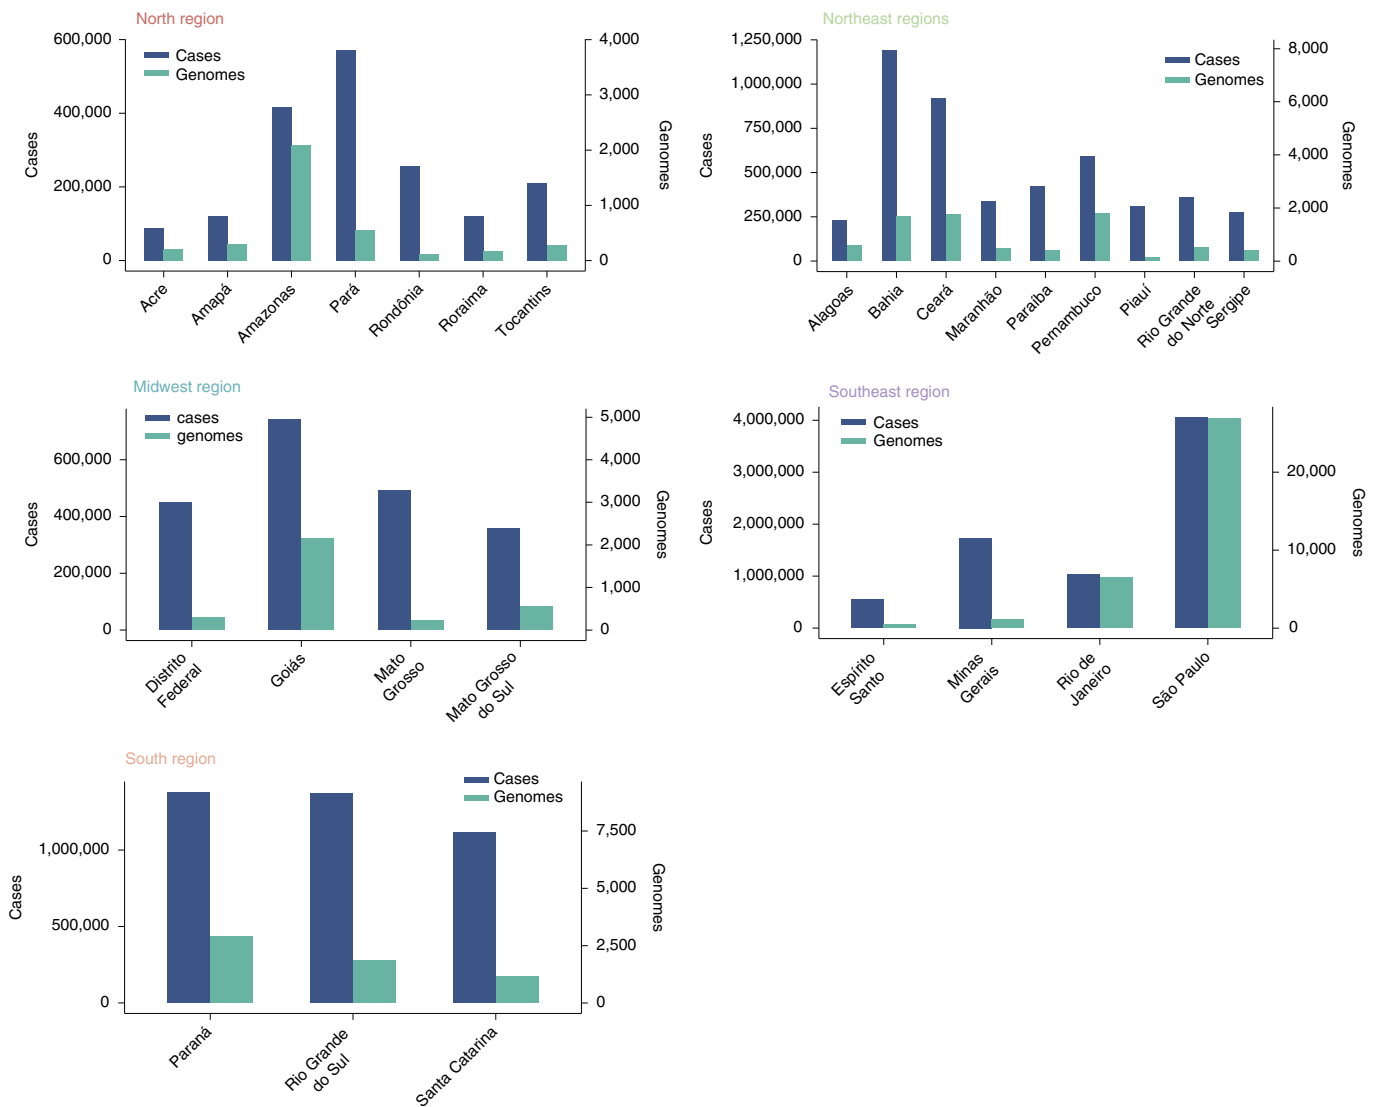 North region
600,000
400,000
200,000
0
Cases
Cases
Genomes
4,000
3,000
2,000
1,000
0
Genomes
Acre
Amapá
Amazonas
Pará
Rondônia
Roraima
Tocantins
Northeast regions
1,250,000
1,000,000
750,000
500,000
250,000
0
Cases
Cases
Genomes
8,000
6,000
4,000
2,000
0
Genomes
Alagoas
Bahia
Ceará
Maranhão
Paraíba
Pernambuco
Piauí
Rio Grande
do Norte
Sergipe
Midwest region
600,000
400,000
200,000
0
Cases
cases
genomes
5,000
4,000
3,000
2,000
1,000
0
Genomes
Distrito
Federal
Goiás
Mato
Grosso
Mato Grosso
do Sul
Southeast region
4,000,000
3,000,000
2,000,000
1,000,000
0
Cases
Cases
Genomes
20,000
10,000
0
Genomes
Espírito
Santo
Minas
Gerais
Rio de
Janeiro
São Paulo
South region
1,000,000
500,000
0
Cases
Cases
Genomes
7,500
5,000
2,500
0
Genomes
Paraná
Rio Grande
do Sul
Santa Catarina